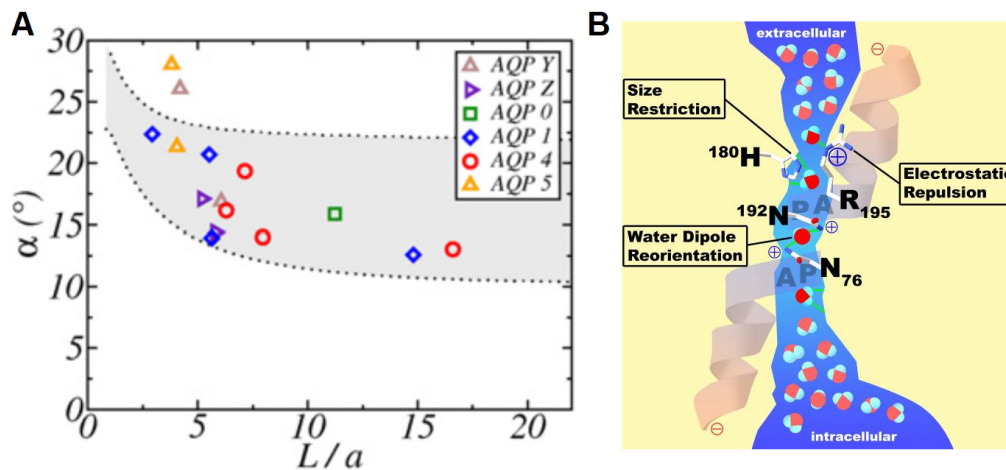 A
30
25
20
15
10
5
0
α (°)
0
5
10
15
20
L / a
AQP Y
AQP Z
AQP 0
AQP 1
AQP 4
AQP 5
B
extracellular
⊖
Size
Restriction
180H
⊕
Electrostatic
Repulsion
R195
P A
192N
⊕
Water Dipole
Reorientation
⊕
N76
A P
⊖
intracellular